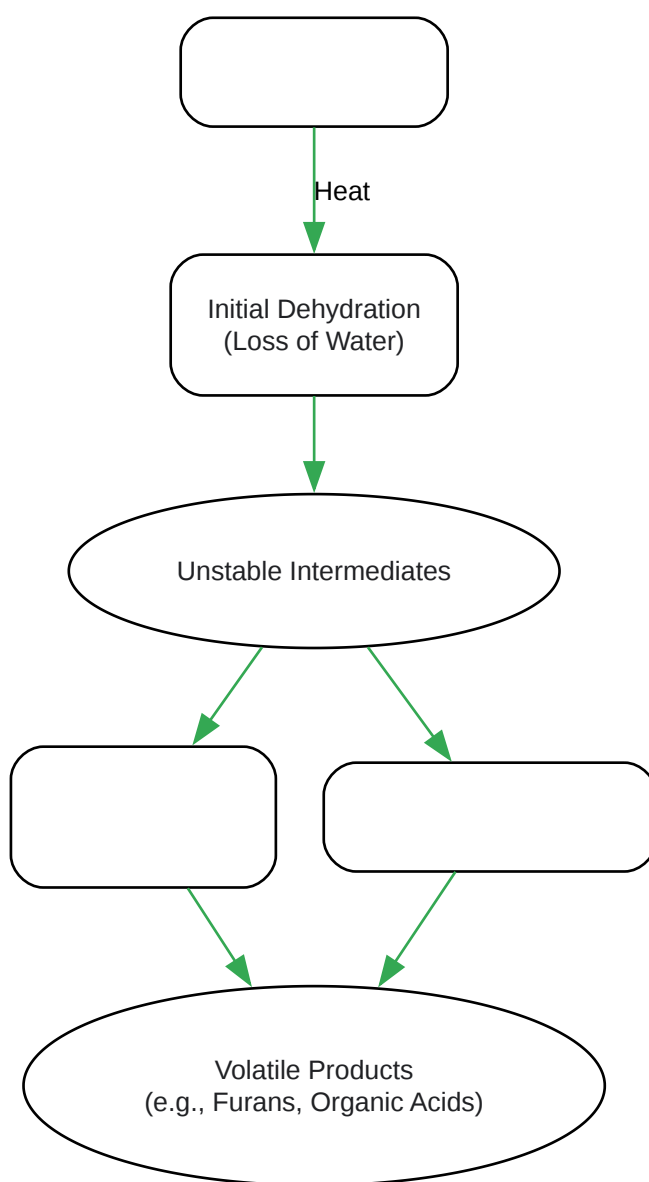 Heat
Initial Dehydration
(Loss of Water)
Unstable Intermediates
Volatile Products
(e.g., Furans, Organic Acids)